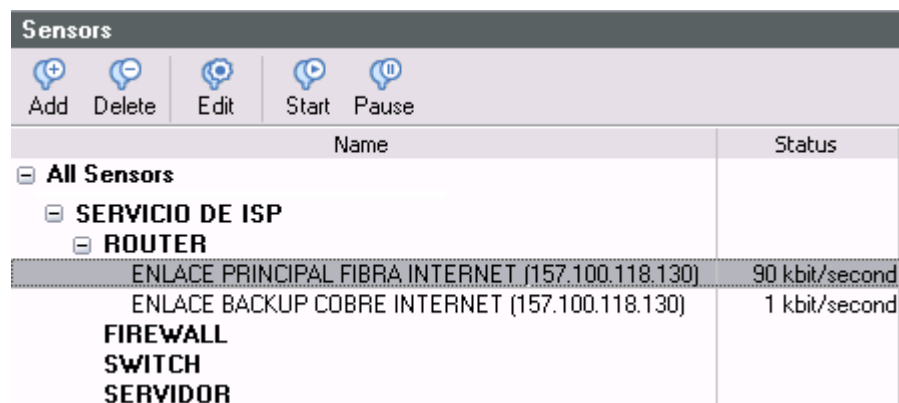 Sensors
Add Delete Edit Start Pause
Name Status
All Sensors
SERVICIO DE ISP
ROUTER
ENLACE PRINCIPAL FIBRA INTERNET (157.100.118.130) 90 kbit/second
ENLACE BACKUP COBRE INTERNET (157.100.118.130) 1 kbit/second
FIREWALL
SWITCH
SERVIDOR